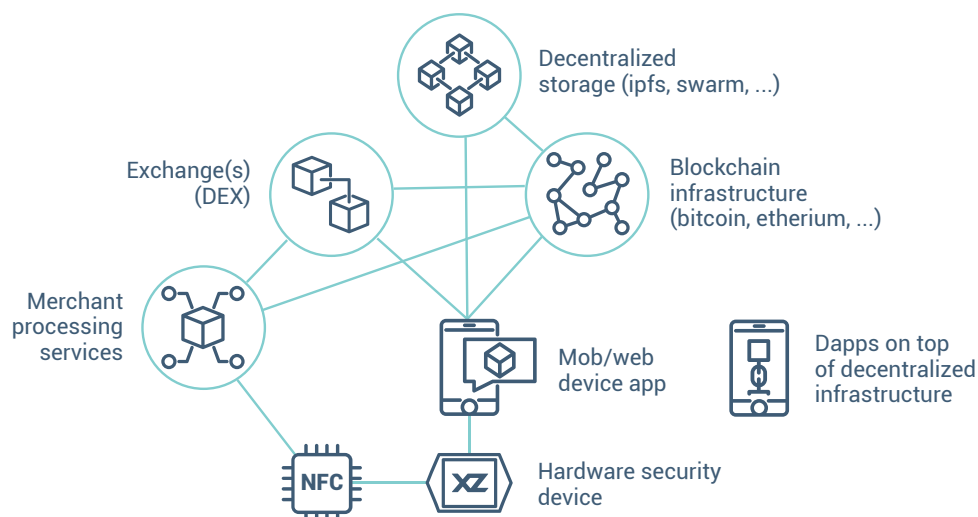 Decentralized
storage (ipfs, swarm, ...)
Exchange(s)
(DEX)
Blockchain
infrastructure
(bitcoin, etherium, ...)
Merchant
processing
services
Mob/web
device app
Dapps on top
of decentralized
infrastructure
NFC
XZ
Hardware security
device